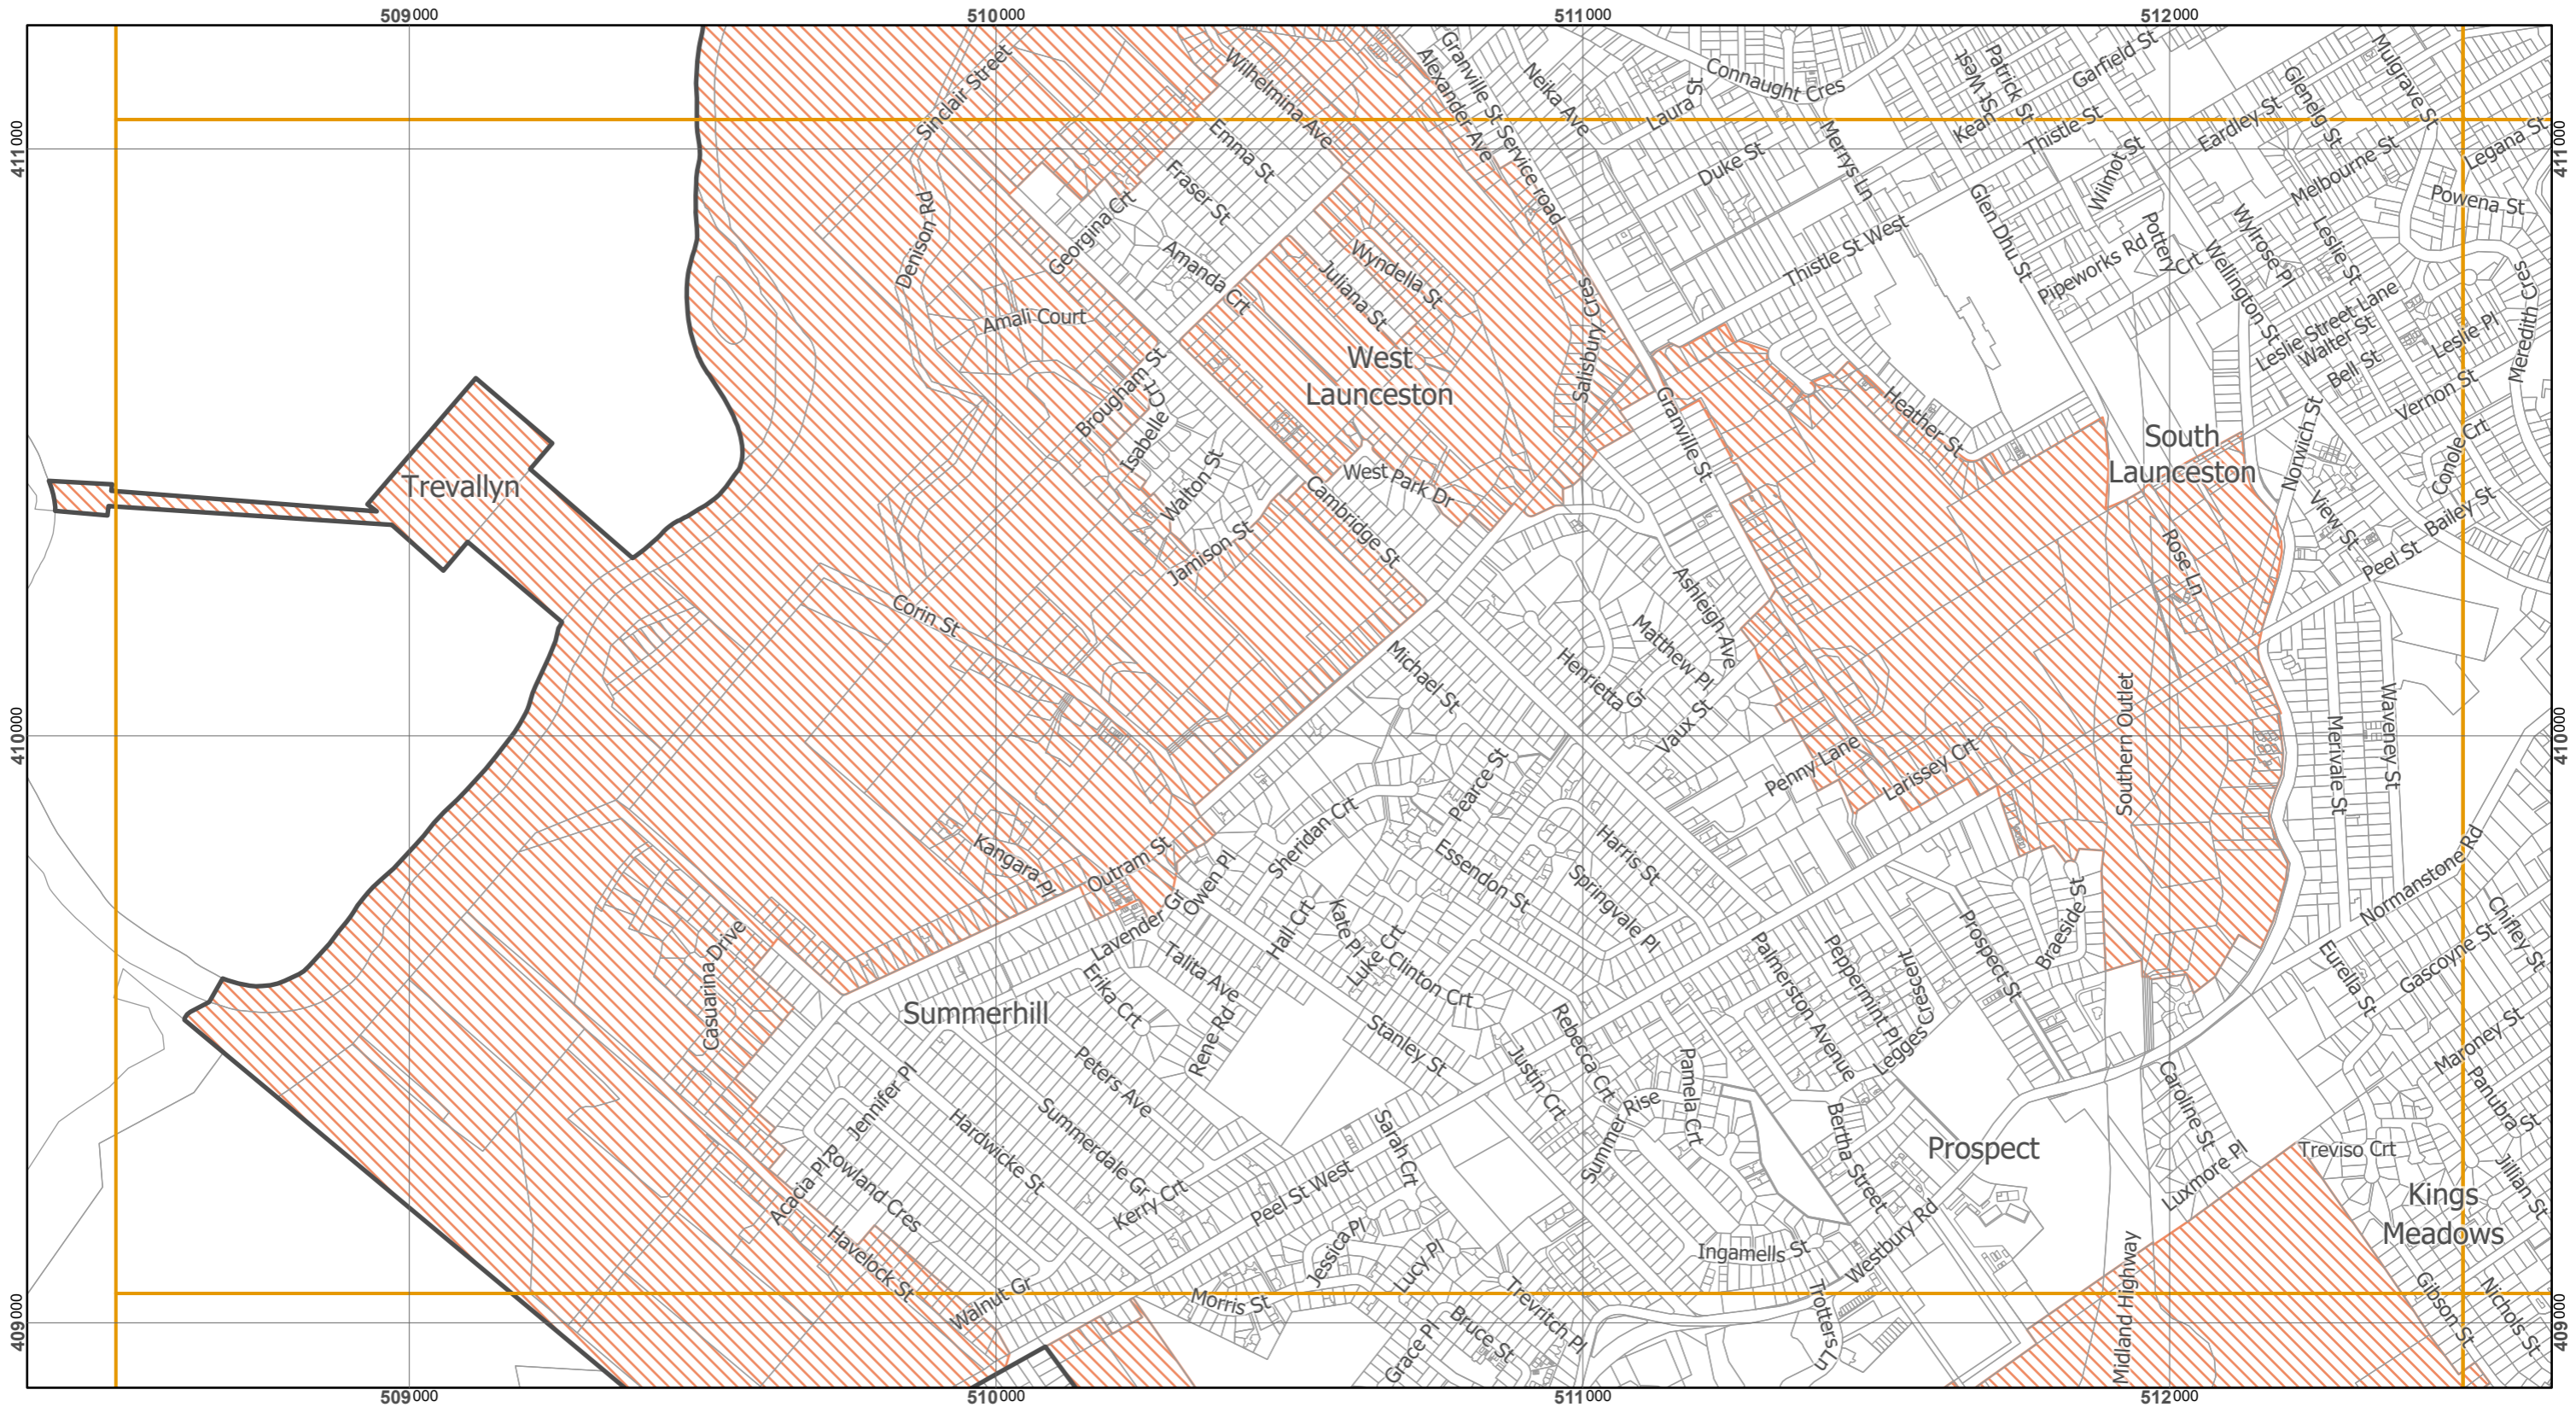 509000
510000
511000
512000
411000
411000
410000
410000
409000
409000
509000
510000
511000
512000
Sinclair Street
Wilhelmina Ave
Alexander Ave
Granville St Service road
Neika Ave
Connaught Cres
Laura St
West St
Patrick St
Garfield St
Kean
Thistle St
Glenelg St
Mulgrave St
Eardley St
Legana St
Melbourne St
Powena St
Emma St
Fraser St
Duke St
Merrys Ln
Wilmot St
Glen Dhu St
Denison Rd
Georgina Crt
Amanda Crt
Wyndella St
Juliana St
Thistle St West
Pottery Crt
Pipeworks Rd
Wellington St
Wylrose Pl
Leslie St
Leslie Street Lane
Walter St
Leslie Pl
Bell St
Meredith Cres
Amali Court
Salisbury Cres
West
Launceston
Brougham St
Isabelle Crt
Granville St
Heather St
Vernon St
Norwich St
Conole Crt
South
Launceston
Trevallyn
Walton St
West Park Dr
Cambridge St
Jamison St
View St
Bailey St
Peel St
Rose Ln
Corin St
Ashleigh Ave
Matthew Pl
Henrietta Gr
Michael St
Vaux St
Southern Outlet
Waveney St
Merivale St
Penny Lane
Larissey Crt
Pearce St
Sheridan Crt
Harris St
Essendon St
Springvale Pl
Kangara Pl
Outram St
Owen Pl
Lavender Gr
Hall Crt
Kate Pl
Luke Crt
Clinton Crt
Talita Ave
Normanstone Rd
Chifley St
Gascoyne St
Eurella St
Braeside St
Prospect St
Palmerston Avenue
Peppermint Pl
Legges Crescent
Casuarina Drive
Summerhill
Erika Crt
Rene Rd
Stanley St
Rebecca Crt
Justin Crt
Maroney St
Panubra St
Jennifer Pl
Peters Ave
Hardwicke St
Summerdale Gr
Sarah Crt
Summer Rise
Pamela Crt
Bertha Street
Prospect
Caroline St
Luxmore Pl
Treviso Crt
Jillian St
Kings
Meadows
Rowland Cres
Acacia Pl
Kerry Crt
Peel St West
Jessica Pl
Lucy Pl
Ingamells St
Westbury Rd
Havelock St
Walnut Gr
Morris St
Trevritch Pl
Bruce St
Grace Pl
Trotters Ln
Midland Highway
Gibson St
Nichols St